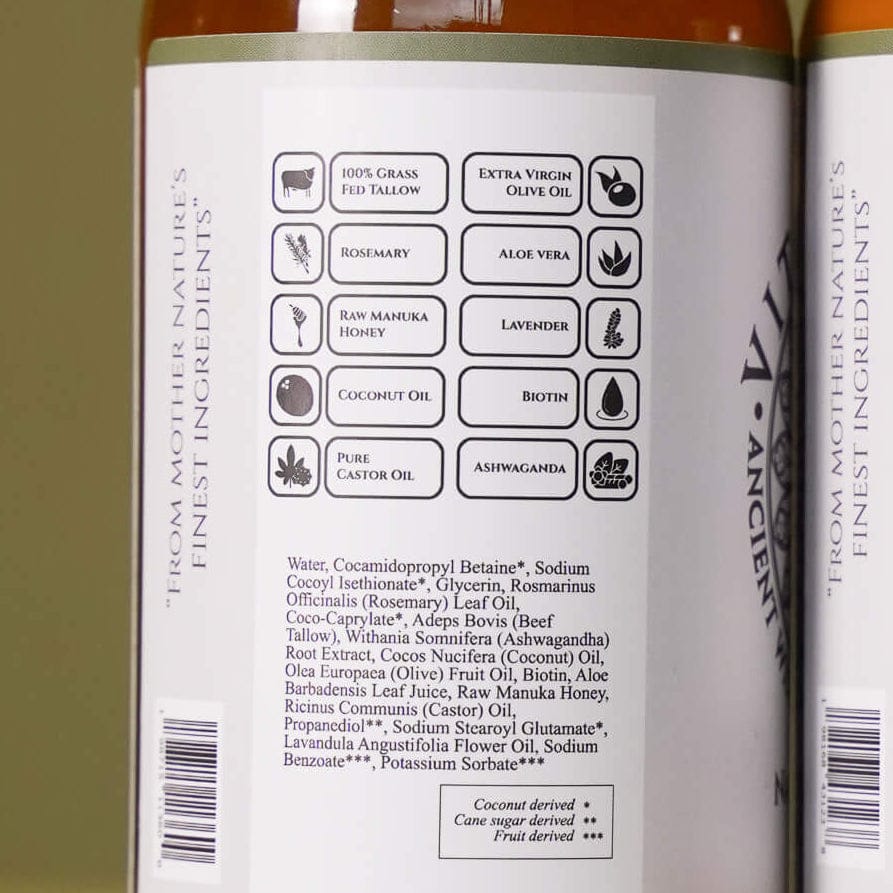 "FROM MOTHER NATURE'S
FINEST INGREDIENTS"
100% GRASS
FED TALLOW
EXTRA VIRGIN
OLIVE OIL
ROSEMARY
ALOE VERA
RAW MANUKA
HONEY
LAVENDER
COCONUT OIL
BIOTIN
PURE
CASTOR OIL
ASHWAGANDA
Water, Cocamidopropyl Betaine*, Sodium
Cocoyl Isethionate*, Glycerin, Rosmarinus
Officinalis (Rosemary) Leaf Oil,
Coco-Caprylate*, Adeps Bovis (Beef
Tallow), Withania Somnifera (Ashwagandha)
Root Extract, Cocos Nucifera (Coconut) Oil,
Olea Europaea (Olive) Fruit Oil, Biotin, Aloe
Barbadensis Leaf Juice, Raw Manuka Honey,
Ricinus Communis (Castor) Oil,
Propanediol**, Sodium Stearoyl Glutamate*,
Lavandula Angustifolia Flower Oil, Sodium
Benzoate***, Potassium Sorbate***
Coconut derived *
Cane sugar derived **
Fruit derived ***
• ANCIENT
"FROM MOTHER NATURE'S
FINEST INGREDIENTS"